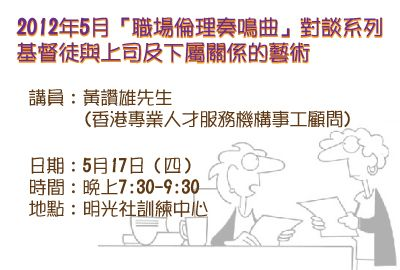 2012年5月「職場倫理奏鳴曲」對談系列
基督徒與上司及下屬關係的藝術
講員：黃讚雄先生
(香港專業人才服務機構事工顧問)
日期：5月17日（四）
時間：晚上7:30-9:30
地點：明光社訓練中心